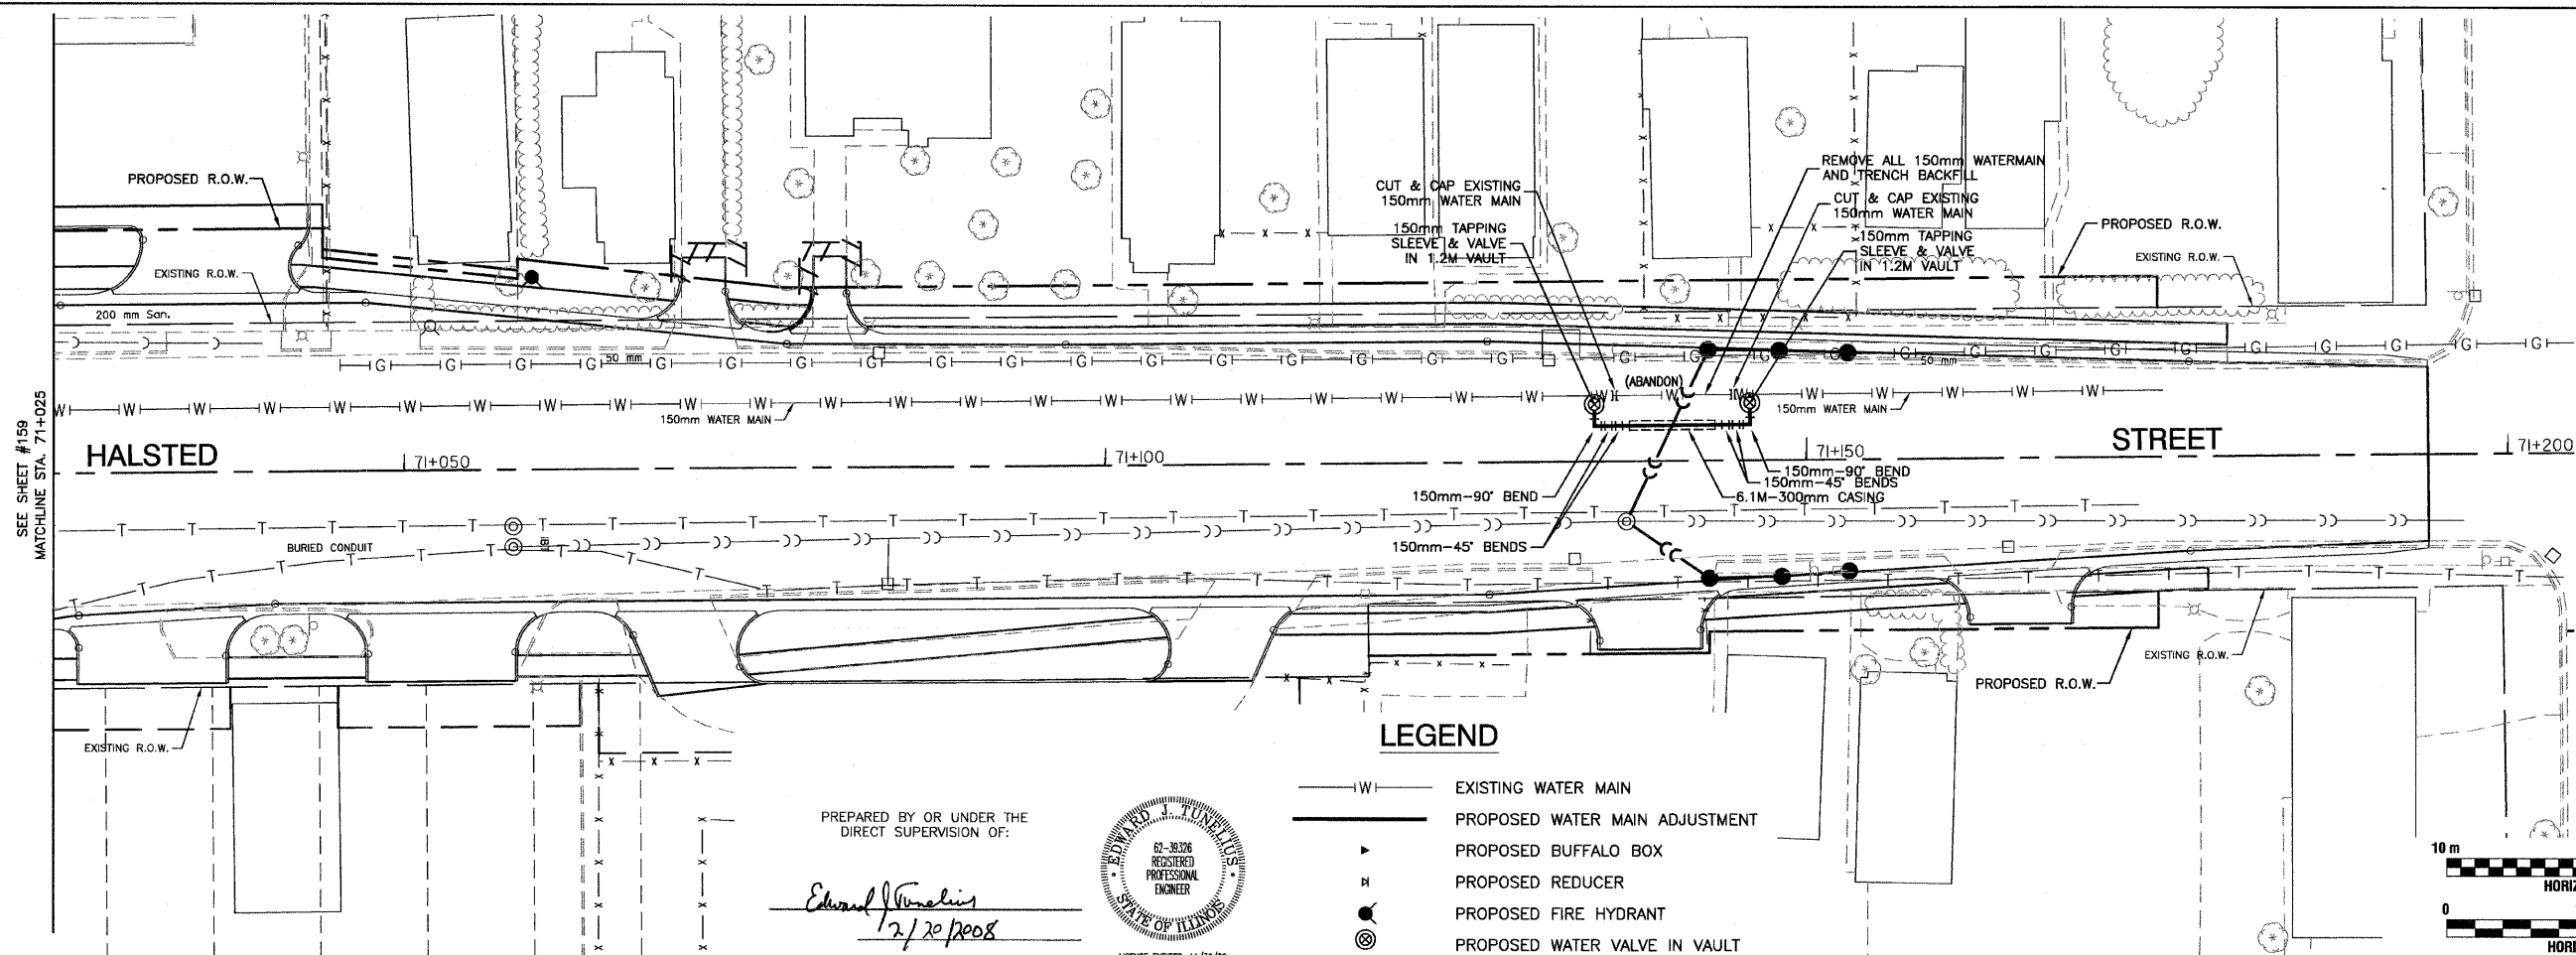 SEE SHEET #159
MATCHLINE STA. 71+025
PROPOSED R.O.W.
EXISTING R.O.W.
200 mm San.
50 mm
150mm WATER MAIN
HALSTED
71+050
71+100
CUT & CAP EXISTING
150mm WATER MAIN
150mm TAPPING
SLEEVE & VALVE
IN 1.2M VAULT
REMOVE ALL 150mm WATERMAIN
AND TRENCH BACKFILL
CUT & CAP EXISTING
150mm WATER MAIN
150mm TAPPING
SLEEVE & VALVE
IN 1.2M VAULT
PROPOSED R.O.W.
EXISTING R.O.W.
(ABANDON)
50 mm
150mm WATER MAIN
STREET
71+150
71+200
150mm-90° BEND
150mm-45° BENDS
6.1M-300mm CASING
150mm-90° BEND
150mm-45° BENDS
BURIED CONDUIT
EXISTING R.O.W.
EXISTING R.O.W.
PROPOSED R.O.W.
LEGEND
W EXISTING WATER MAIN
PROPOSED WATER MAIN ADJUSTMENT
PROPOSED BUFFALO BOX
PROPOSED REDUCER
PROPOSED FIRE HYDRANT
PROPOSED WATER VALVE IN VAULT
PREPARED BY OR UNDER THE
DIRECT SUPERVISION OF:
Edward J Tunelius
2/20/2008
EDWARD J. TUNELIUS
62-39326
REGISTERED
PROFESSIONAL
ENGINEER
STATE OF ILLINOIS
10 m
0